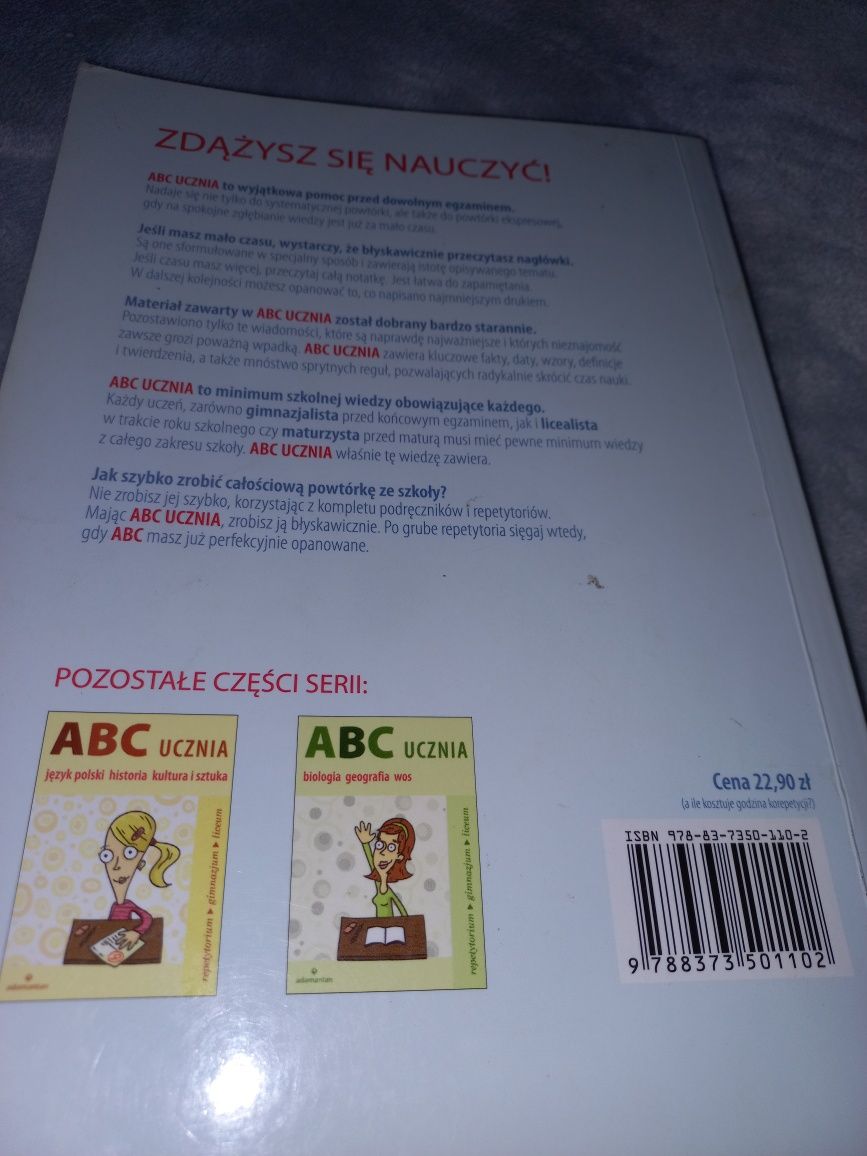 ZDĄŻYSZ SIĘ NAUCZYĆ!
ABC UCZNIA to wyjątkowa pomoc przed dowolnym egzaminem.
Nadaje się nie tylko do systematycznej powtórki, ale także do powtórki ekspresowej,
gdy na spokojne zgłębianie wiedzy jest już za mało czasu.
Jeśli masz mało czasu, wystarczy, że błyskawicznie przeczytasz nagłówki.
Są one sformułowane w specjalny sposób i zawierają istotę opisywanego tematu.
Jeśli czasu masz więcej, przeczytaj całą notatkę. Jest łatwa do zapamiętania.
W dalszej kolejności możesz opanować to, co napisano najmniejszym drukiem.
Materiał zawarty w ABC UCZNIA został dobrany bardzo starannie.
Pozostawiono tylko te wiadomości, które są naprawdę najważniejsze i których nieznajomość
zawsze grozi poważną wpadką. ABC UCZNIA zawiera kluczowe fakty, daty, wzory, definicje
i twierdzenia, a także mnóstwo sprytnych reguł, pozwalających radykalnie skrócić czas nauki.
ABC UCZNIA to minimum szkolnej wiedzy obowiązujące każdego.
Każdy uczeń, zarówno gimnazjalista przed końcowym egzaminem, jak i licealista
w trakcie roku szkolnego czy maturzysta przed maturą musi mieć pewne minimum wiedzy
z całego zakresu szkoły. ABC UCZNIA właśnie tę wiedzę zawiera.
Jak szybko zrobić całościową powtórkę ze szkoły?
Nie zrobisz jej szybko, korzystając z kompletu podręczników i repetytoriów.
Mając ABC UCZNIA, zrobisz ją błyskawicznie. Po grube repetytoria sięgaj wtedy,
gdy ABC masz już perfekcyjnie opanowane.
POZOSTAŁE CZĘŚCI SERII:
ABC UCZNIA
język polski historia kultura i sztuka
repetytorium ▸ gimnazjum ▸ liceum
adamantan
ABC UCZNIA
biologia geografia wos
repetytorium ▸ gimnazjum ▸ liceum
adamantan
Cena 22,90 zł
(a ile kosztuje godzina korepetycji?)
ISBN 978-83-7350-110-2
9 788373 501102